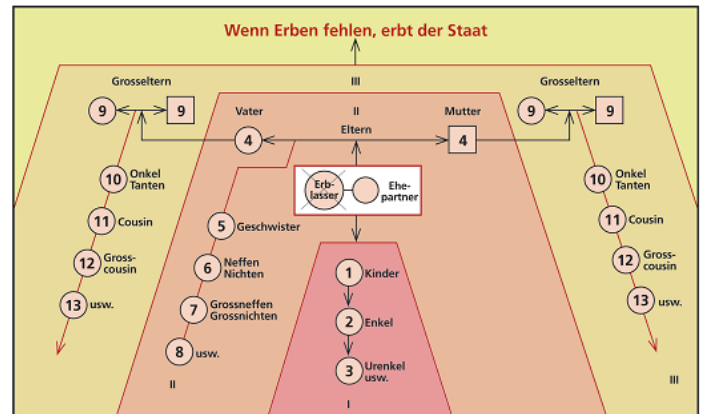 Wenn Erben fehlen, erbt der Staat
Grosseltern
III
Grosseltern
9
9
Vater
II
Mutter
9
9
4
Eltern
4
10
Onkel
Tanten
Erb-
lasser
Ehe-
partner
10
Onkel
Tanten
11
Cousin
5
Geschwister
11
Cousin
12
Gross-
cousin
6
Neffen
Nichten
1
Kinder
12
Gross-
cousin
13
usw.
7
Grossneffen
Grossnichten
2
Enkel
13
usw.
8
usw.
3
Urenkel
usw.
II
I
III